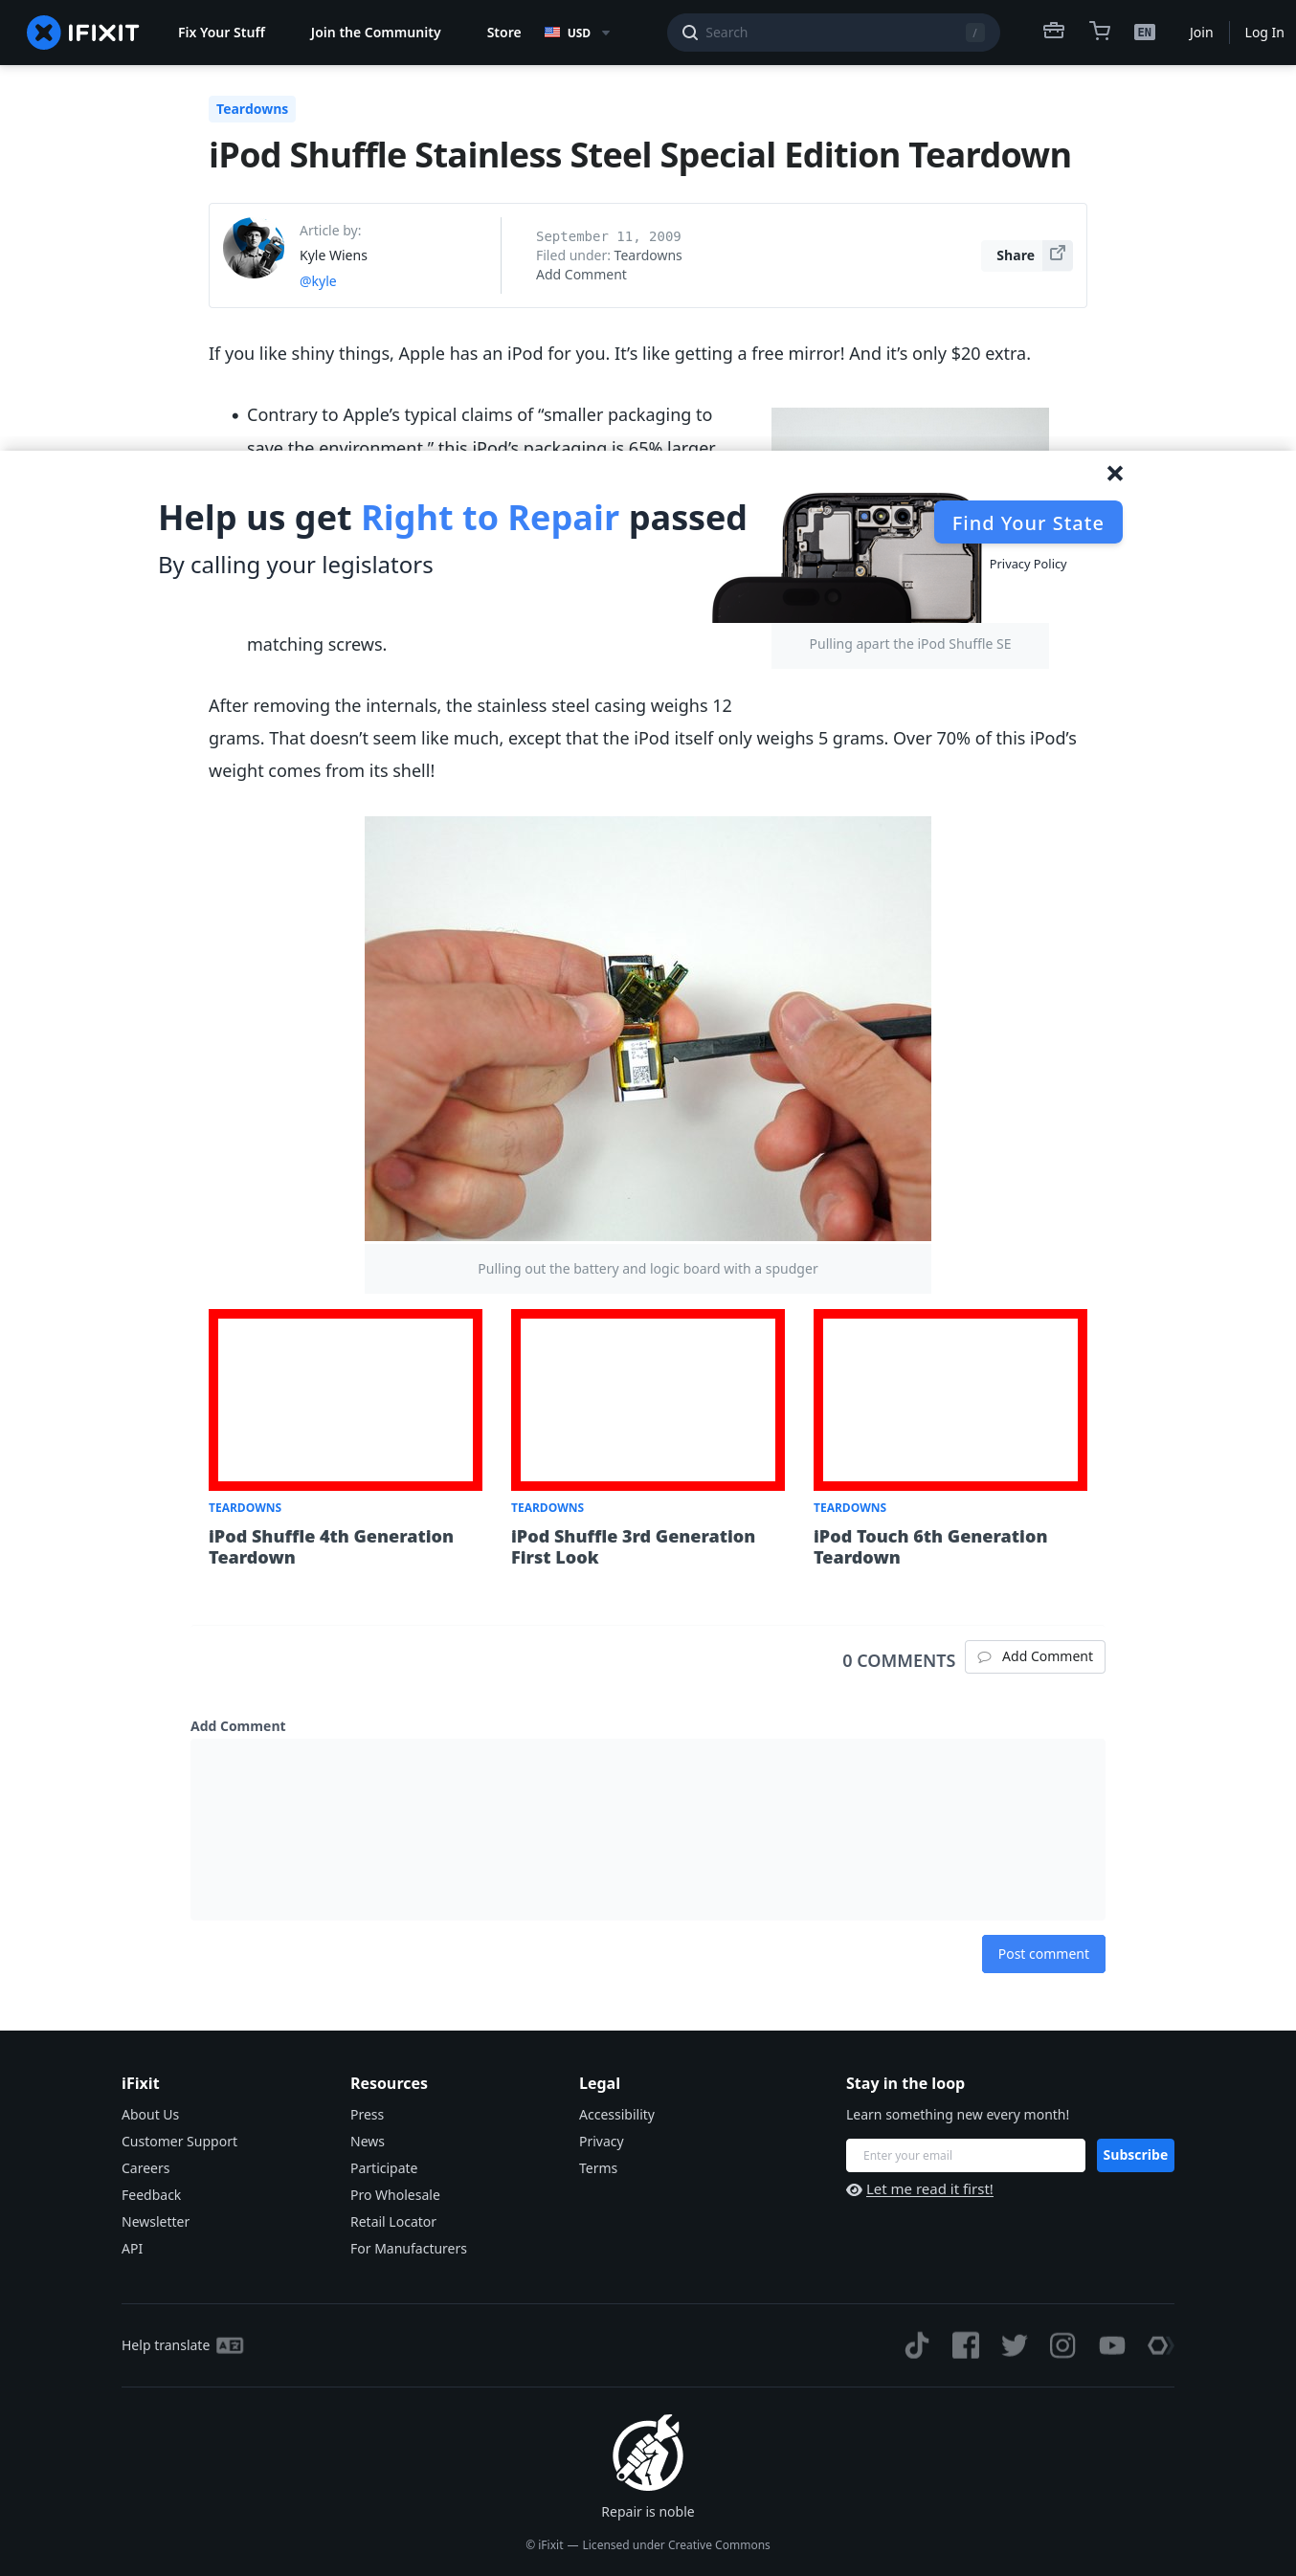 IFIXIT
Fix Your Stuff
Join the Community
Store
USD
Search
/
EN
Join
Log In
Teardowns
iPod Shuffle Stainless Steel Special Edition Teardown
Article by:
Kyle Wiens
@kyle
September 11, 2009
Filed under: Teardowns
Add Comment
Share
If you like shiny things, Apple has an iPod for you. It’s like getting a free mirror! And it’s only $20 extra.
• Contrary to Apple’s typical claims of “smaller packaging to
save the environment,” this iPod’s packaging is 65% larger
Help us get Right to Repair passed
By calling your legislators
Find Your State
Privacy Policy
matching screws.
Pulling apart the iPod Shuffle SE
After removing the internals, the stainless steel casing weighs 12
grams. That doesn’t seem like much, except that the iPod itself only weighs 5 grams. Over 70% of this iPod’s
weight comes from its shell!
Pulling out the battery and logic board with a spudger
TEARDOWNS
iPod Shuffle 4th Generation
Teardown
TEARDOWNS
iPod Shuffle 3rd Generation
First Look
TEARDOWNS
iPod Touch 6th Generation
Teardown
0 COMMENTS
Add Comment
Add Comment
Post comment
iFixit
About Us
Customer Support
Careers
Feedback
Newsletter
API
Resources
Press
News
Participate
Pro Wholesale
Retail Locator
For Manufacturers
Legal
Accessibility
Privacy
Terms
Stay in the loop
Learn something new every month!
Enter your email
Subscribe
Let me read it first!
Help translate
Repair is noble
© iFixit — Licensed under Creative Commons